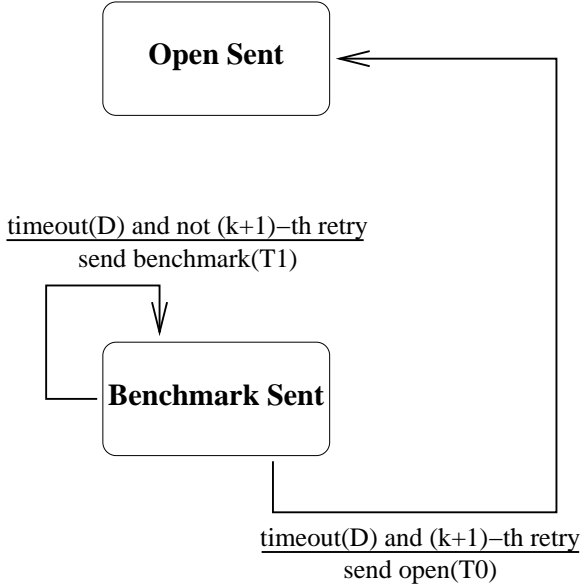 Open Sent
timeout(D) and not (k+1)−th retry
send benchmark(T1)
Benchmark Sent
timeout(D) and (k+1)−th retry
send open(T0)